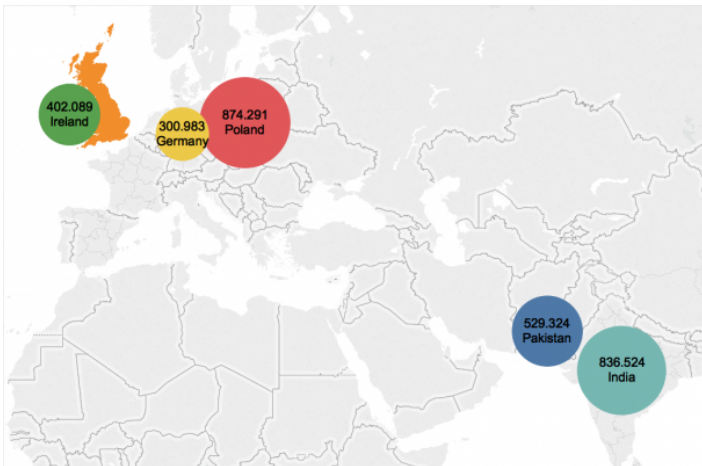 402.089
Ireland
300.983
Germany
874.291
Poland
529.324
Pakistan
836.524
India